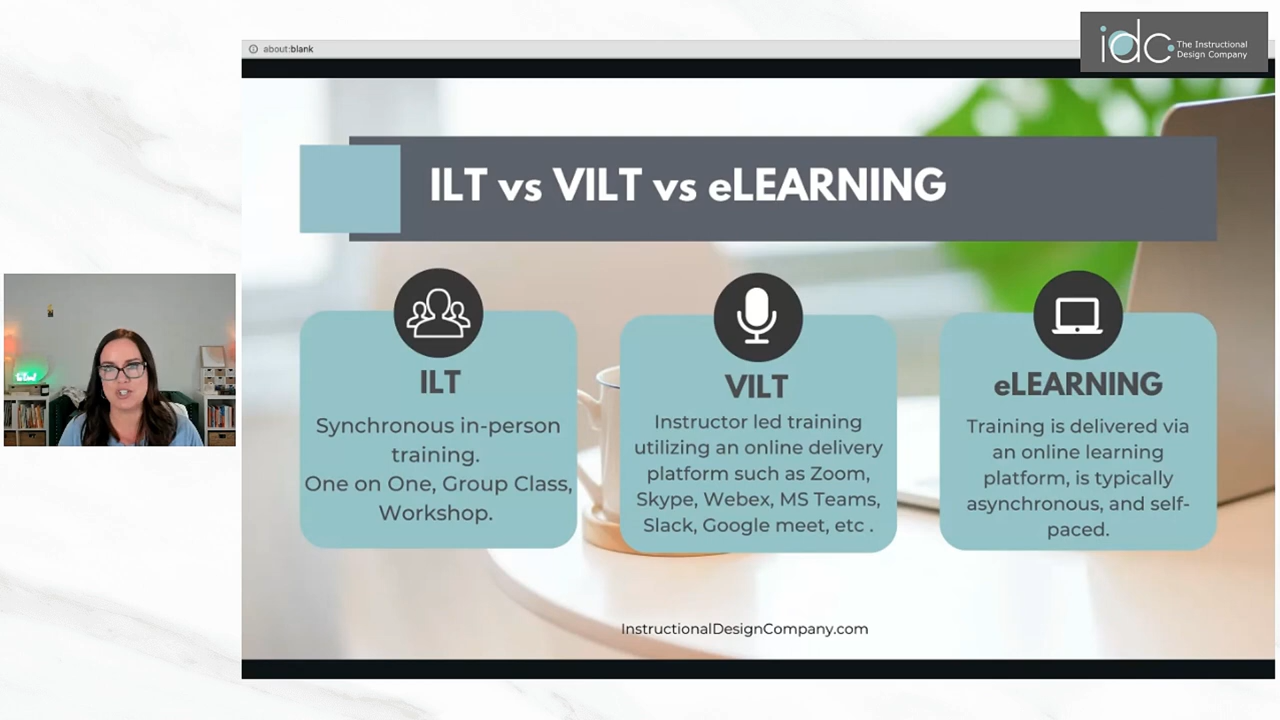 about:blank
idc
The Instructional
Design Company
ILT vs VILT vs eLEARNING
ILT
Synchronous in-person
training.
One on One, Group Class,
Workshop.
VILT
Instructor led training
utilizing an online delivery
platform such as Zoom,
Skype, Webex, MS Teams,
Slack, Google meet, etc .
eLEARNING
Training is delivered via
an online learning
platform, is typically
asynchronous, and self-
paced.
InstructionalDesignCompany.com